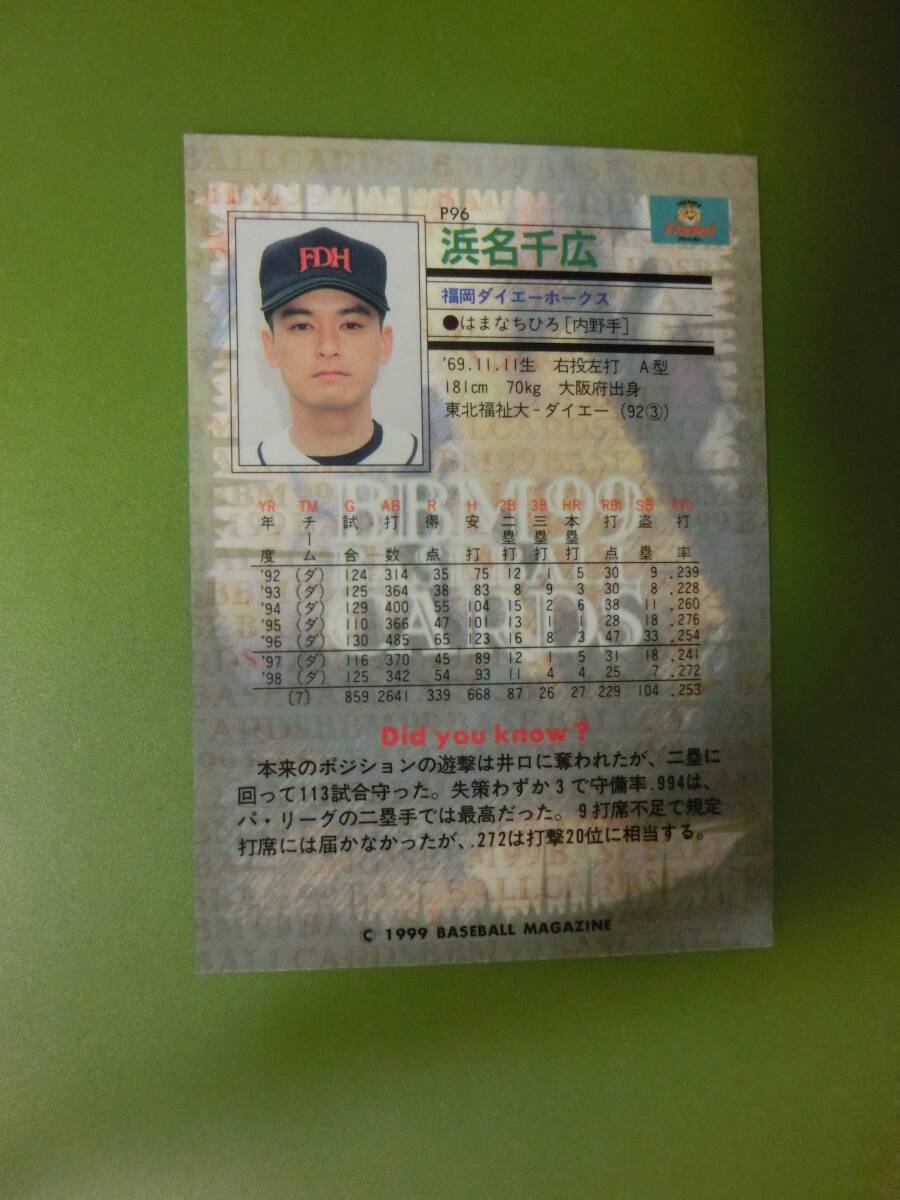 P96
浜名千広
FDH
福岡ダイエーホークス
●はまなちひろ[内野手]
'69.11.11生 右投左打 A型
181cm 70kg 大阪府出身
東北福祉大-ダイエー(92③)
YR TM G AB R H 2B 3B HR RBI SB AVG
年度 チーム 試合 打数 得点 安打 二塁打 三塁打 本塁打 打点 盗塁 打率
'92 (ダ) 124 314 35 75 12 1 5 30 9 .239
'93 (ダ) 125 364 38 83 8 9 3 30 8 .228
'94 (ダ) 129 400 55 104 15 2 6 38 11 .260
'95 (ダ) 110 366 47 101 13 1 1 28 18 .276
'96 (ダ) 130 485 65 123 16 8 3 47 33 .254
'97 (ダ) 116 370 45 89 12 1 5 31 18 .241
'98 (ダ) 125 342 54 93 11 4 4 25 7 .272
[7] 859 2641 339 668 87 26 27 229 104 .253
Did you know?
本来のポジションの遊撃は井口に奪われたが、二塁に
回って113試合守った。失策わずか3で守備率.994は、
パ・リーグの二塁手では最高だった。9打席不足で規定
打席には届かなかったが、.272は打撃20位に相当する。
© 1999 BASEBALL MAGAZINE